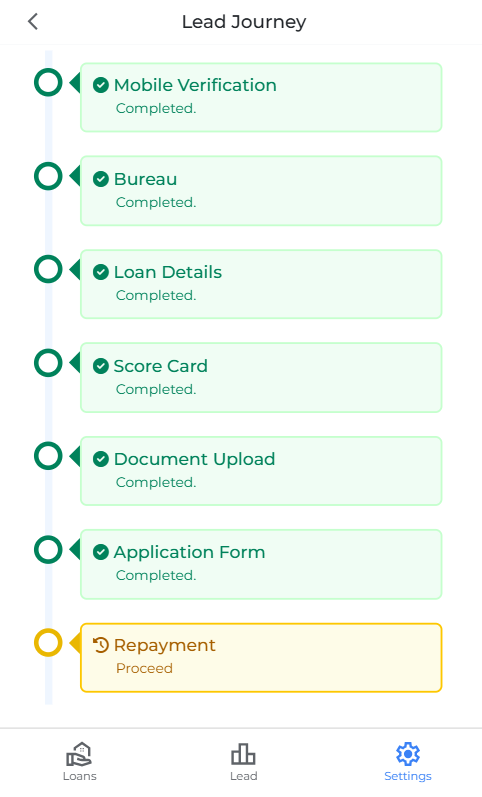 Lead Journey
Mobile Verification
Completed.
Bureau
Completed.
Loan Details
Completed.
Score Card
Completed.
Document Upload
Completed.
Application Form
Completed.
Repayment
Proceed
Loans
Lead
Settings